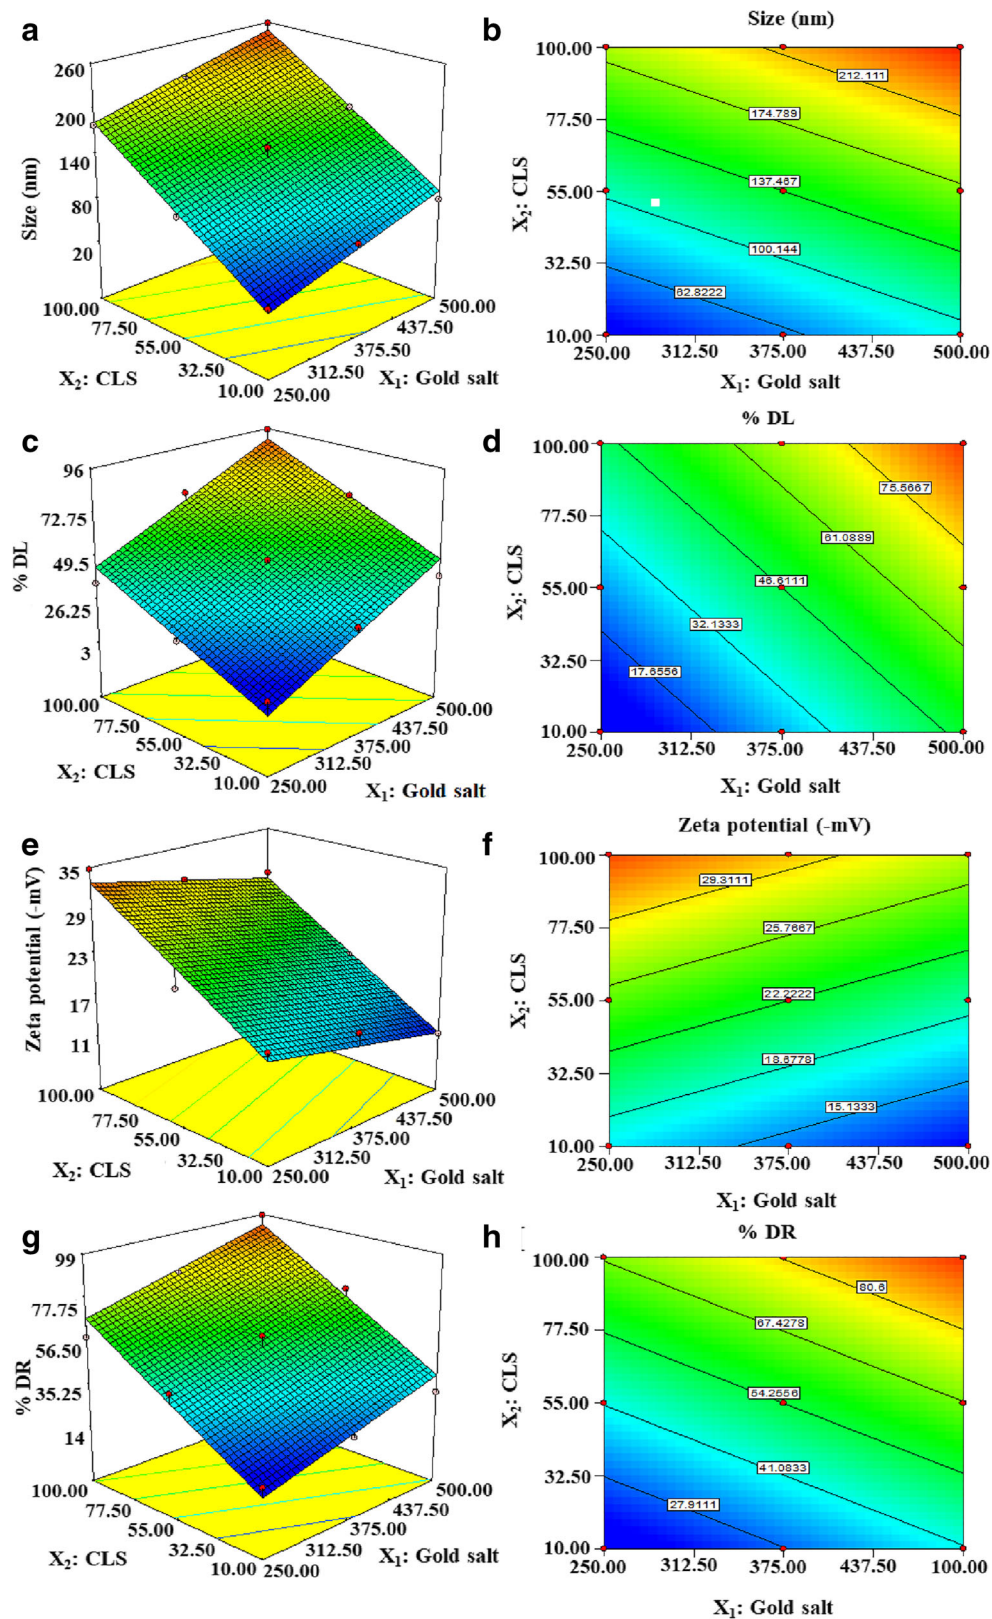 a
260
200
140
80
20
Size (nm)
100.00
77.50
55.00
32.50
10.00
X2: CLS
500.00
437.50
375.00
312.50
250.00
X1: Gold salt
b
Size (nm)
100.00
77.50
55.00
32.50
10.00
X2: CLS
212.111
174.789
137.467
100.144
62.8222
250.00 312.50 375.00 437.50 500.00
X1: Gold salt
c
96
72.75
49.5
26.25
3
% DL
100.00
77.50
55.00
32.50
10.00
X2: CLS
500.00
437.50
375.00
312.50
250.00
X1: Gold salt
d
% DL
100.00
77.50
55.00
32.50
10.00
X2: CLS
75.5667
61.0889
46.6111
32.1333
17.6556
250.00 312.50 375.00 437.50 500.00
X1: Gold salt
e
35
29
23
17
11
Zeta potential (-mV)
100.00
77.50
55.00
32.50
10.00
X2: CLS
500.00
437.50
375.00
312.50
250.00
X1: Gold salt
f
Zeta potential (-mV)
100.00
77.50
55.00
32.50
10.00
X2: CLS
29.3111
25.7667
22.2222
18.6778
15.1333
250.00 312.50 375.00 437.50 500.00
X1: Gold salt
g
99
77.75
56.50
35.25
14
% DR
100.00
77.50
55.00
32.50
10.00
X2: CLS
500.00
437.50
375.00
312.50
250.00
X1: Gold salt
h
% DR
100.00
77.50
55.00
32.50
10.00
X2: CLS
80.6
67.4278
54.2556
41.0833
27.9111
250.00 312.50 375.00 437.50 100.00
X1: Gold salt